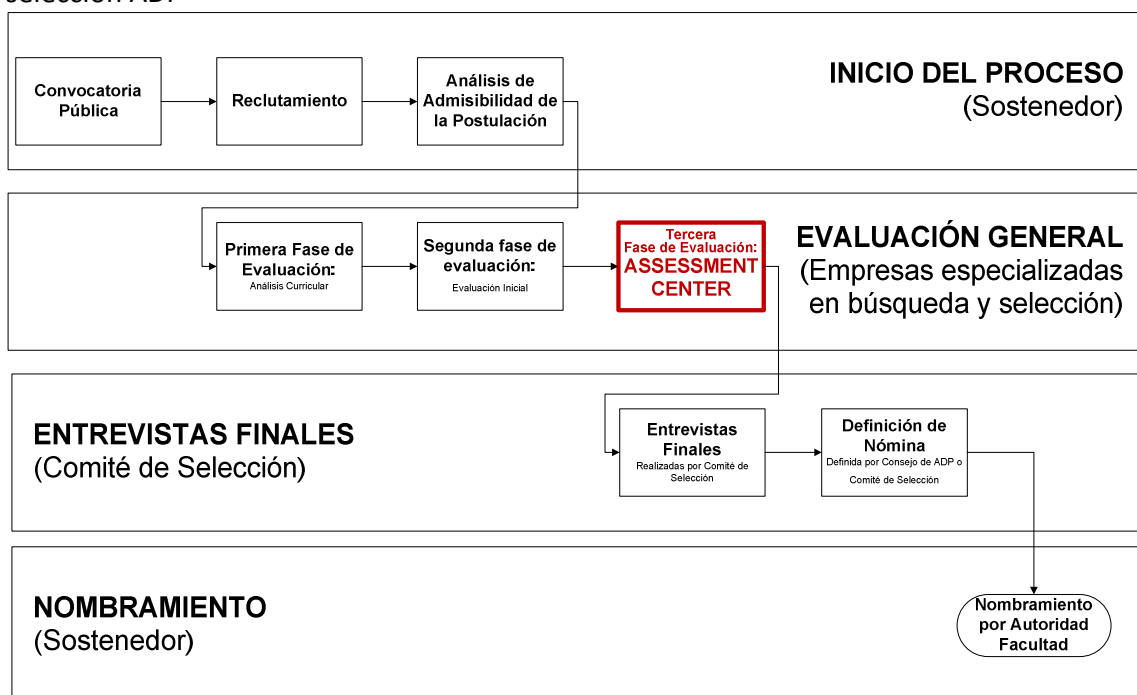 Convocatoria
Pública
Reclutamiento
Análisis de
Admisibilidad de
la Postulación
INICIO DEL PROCESO
(Sostenedor)
Primera Fase de
Evaluación:
Análisis Curricular
Segunda fase de
evaluación:
Evaluación Inicial
Tercera
Fase de Evaluación:
ASSESSMENT
CENTER
EVALUACIÓN GENERAL
(Empresas especializadas
en búsqueda y selección)
ENTREVISTAS FINALES
(Comité de Selección)
Entrevistas
Finales
Realizadas por Comité de
Selección
Definición de
Nómina
Definida por Consejo de ADP o
Comité de Selección
NOMBRAMIENTO
(Sostenedor)
Nombramiento
por Autoridad
Facultad